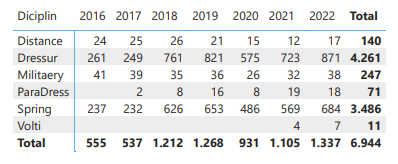 Diciplin 2016 2017 2018 2019 2020 2021 2022 Total
Distance 24 25 26 21 15 12 17 140
Dressur 261 249 761 821 575 723 871 4.261
Militaery 41 39 35 36 26 32 38 247
ParaDress 2 8 16 8 19 18 71
Spring 237 232 626 653 486 569 684 3.486
Volti 4 7 11
Total 555 537 1.212 1.268 931 1.105 1.337 6.944